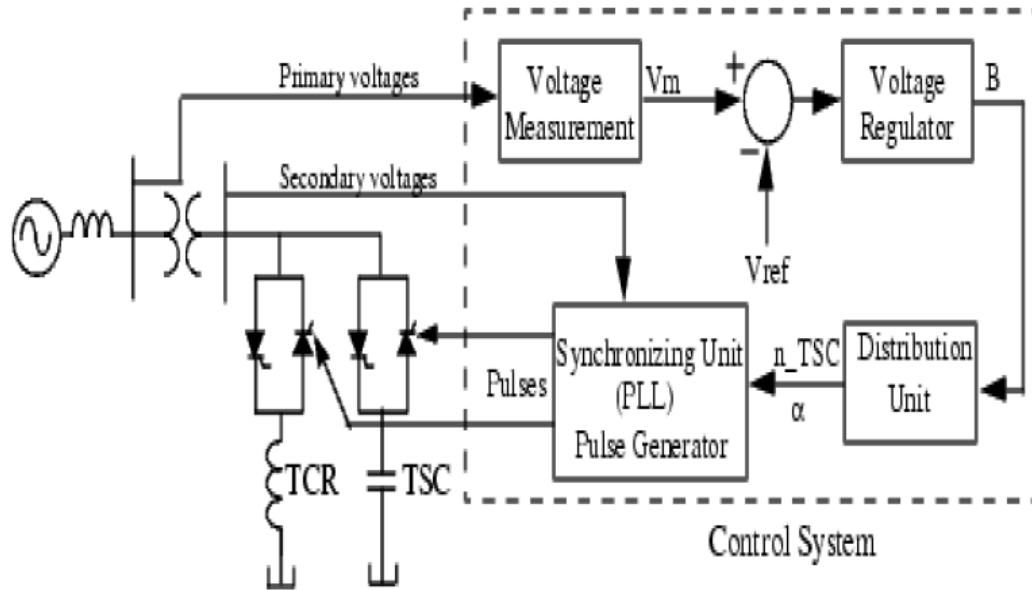 Primary voltages
Voltage
Measurement
Vm
+
−
Voltage
Regulator
B
Secondary voltages
Vref
Synchronizing Unit
(PLL)
Pulse Generator
n_TSC
α
Distribution
Unit
Pulses
TCR
TSC
Control System